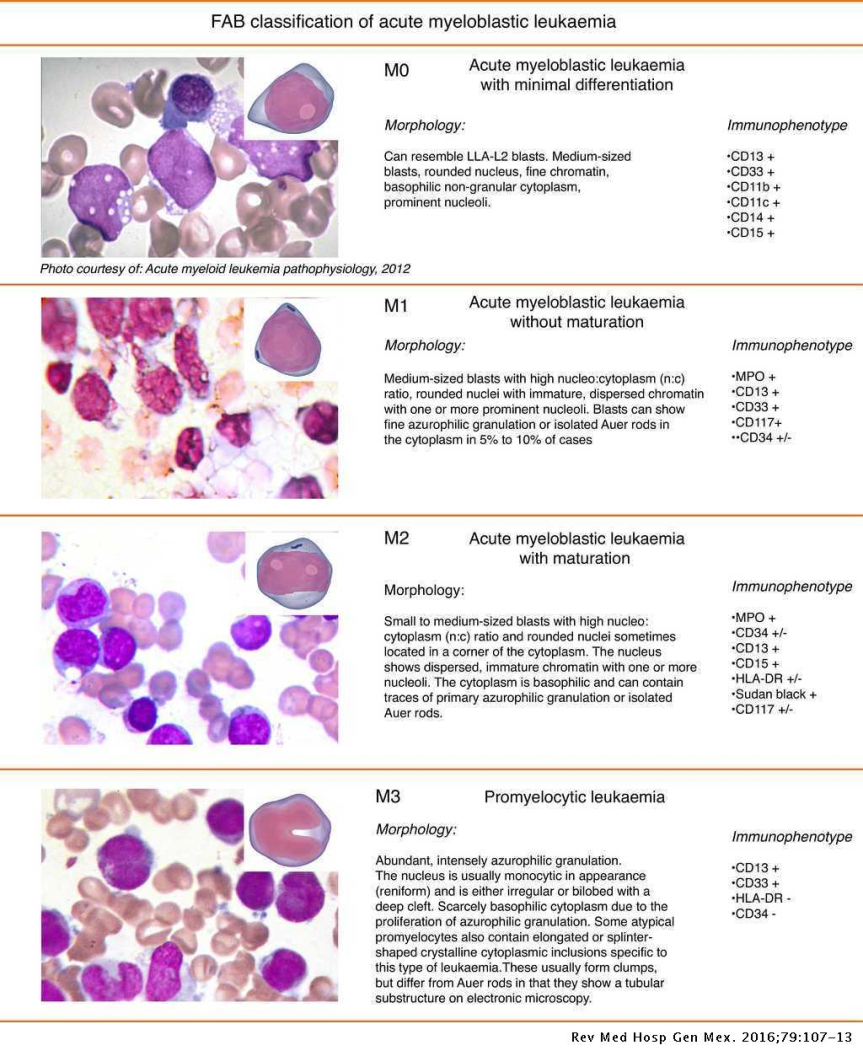 FAB classification of acute myeloblastic leukaemia
M0
Acute myeloblastic leukaemia
with minimal differentiation
Morphology:
Can resemble LLA-L2 blasts. Medium-sized
blasts, rounded nucleus, fine chromatin,
basophilic non-granular cytoplasm,
prominent nucleoli.
Immunophenotype
•CD13 +
•CD33 +
•CD11b +
•CD11c +
•CD14 +
•CD15 +
Photo courtesy of: Acute myeloid leukemia pathophysiology, 2012
M1
Acute myeloblastic leukaemia
without maturation
Morphology:
Medium-sized blasts with high nucleo:cytoplasm (n:c)
ratio, rounded nuclei with immature, dispersed chromatin
with one or more prominent nucleoli. Blasts can show
fine azurophilic granulation or isolated Auer rods in
the cytoplasm in 5% to 10% of cases
Immunophenotype
•MPO +
•CD13 +
•CD33 +
•CD117+
••CD34 +/-
M2
Acute myeloblastic leukaemia
with maturation
Morphology:
Small to medium-sized blasts with high nucleo:
cytoplasm (n:c) ratio and rounded nuclei sometimes
located in a corner of the cytoplasm. The nucleus
shows dispersed, immature chromatin with one or more
nucleoli. The cytoplasm is basophilic and can contain
traces of primary azurophilic granulation or isolated
Auer rods.
Immunophenotype
•MPO +
•CD34 +/-
•CD13 +
•CD15 +
•HLA-DR +/-
•Sudan black +
•CD117 +/-
M3
Promyelocytic leukaemia
Morphology:
Abundant, intensely azurophilic granulation.
The nucleus is usually monocytic in appearance
(reniform) and is either irregular or bilobed with a
deep cleft. Scarcely basophilic cytoplasm due to the
proliferation of azurophilic granulation. Some atypical
promyelocytes also contain elongated or splinter-
shaped crystalline cytoplasmic inclusions specific to
this type of leukaemia.These usually form clumps,
but differ from Auer rods in that they show a tubular
substructure on electronic microscopy.
Immunophenotype
•CD13 +
•CD33 +
•HLA-DR -
•CD34 -
Rev Med Hosp Gen Mex. 2016;79:107-13